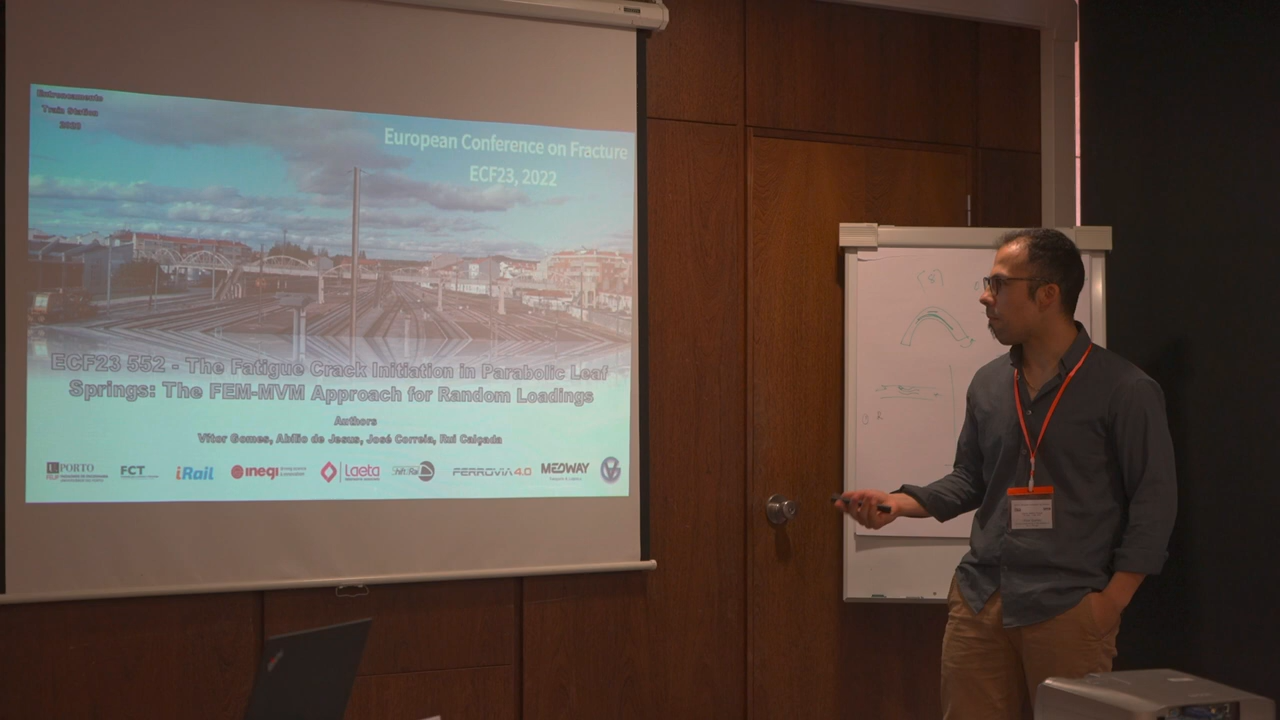 Entroncamento
Train Station
2020
European Conference on Fracture
ECF23, 2022
ECF23 552 - The Fatigue Crack Initiation in Parabolic Leaf
Springs: The FEM-MVM Approach for Random Loadings
Authors
Vítor Gomes, Abílio de Jesus, José Correia, Rui Calçada
U.PORTO
FCT
iRail
inegi
Laeta
FERROVIA 4.0
MEDWAY